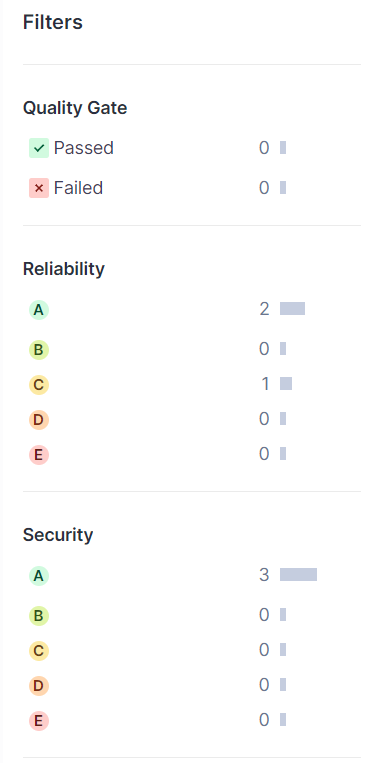 Filters
Quality Gate
Passed 0
Failed 0
Reliability
A 2
B 0
C 1
D 0
E 0
Security
A 3
B 0
C 0
D 0
E 0